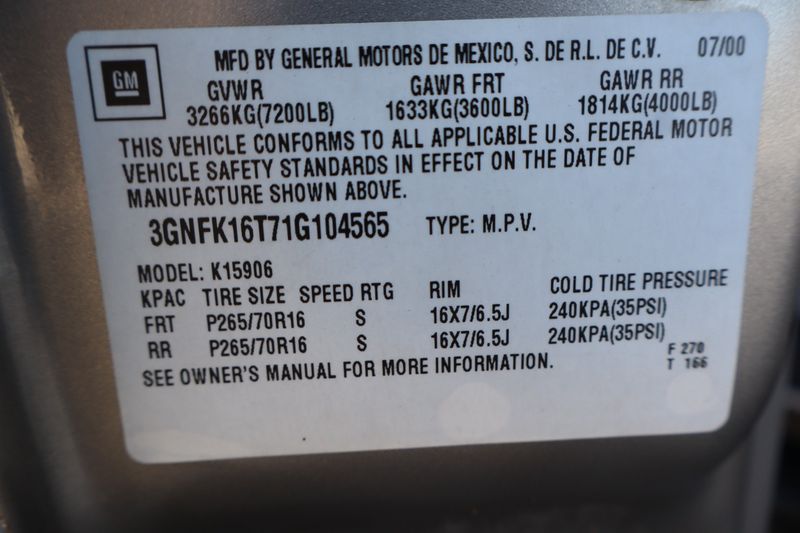 GM
MFD BY GENERAL MOTORS DE MEXICO, S. DE R.L. DE C.V. 07/00
GVWR GAWR FRT GAWR RR
3266KG(7200LB) 1633KG(3600LB) 1814KG(4000LB)
THIS VEHICLE CONFORMS TO ALL APPLICABLE U.S. FEDERAL MOTOR
VEHICLE SAFETY STANDARDS IN EFFECT ON THE DATE OF
MANUFACTURE SHOWN ABOVE.
3GNFK16T71G104565 TYPE: M.P.V.
MODEL: K15906
KPAC TIRE SIZE SPEED RTG RIM COLD TIRE PRESSURE
FRT P265/70R16 S 16X7/6.5J 240KPA(35PSI)
RR P265/70R16 S 16X7/6.5J 240KPA(35PSI)
SEE OWNER'S MANUAL FOR MORE INFORMATION.
F 270
T 166